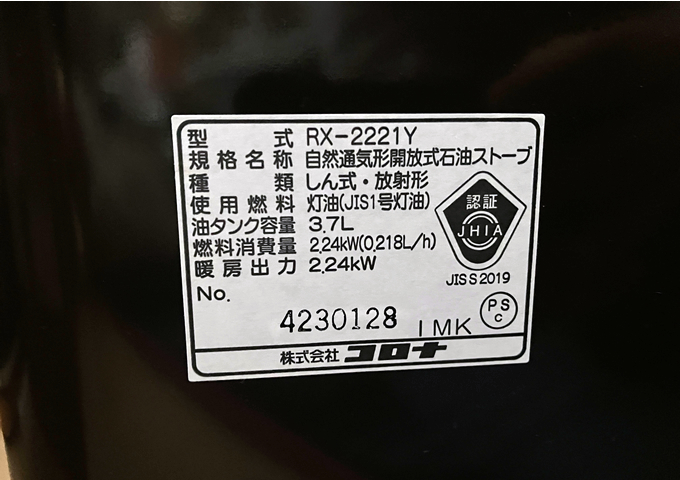 型式 RX-2221Y
規格名称 自然通気形開放式石油ストーブ
種類 しん式・放射形
使用燃料 灯油(JIS1号灯油)
油タンク容量 3.7L
燃料消費量 2.24kW(0.218L/h)
暖房出力 2.24kW
認証
JHIA
JIS S 2019
No.
4230128 IMK
PS
C
株式会社コロナ